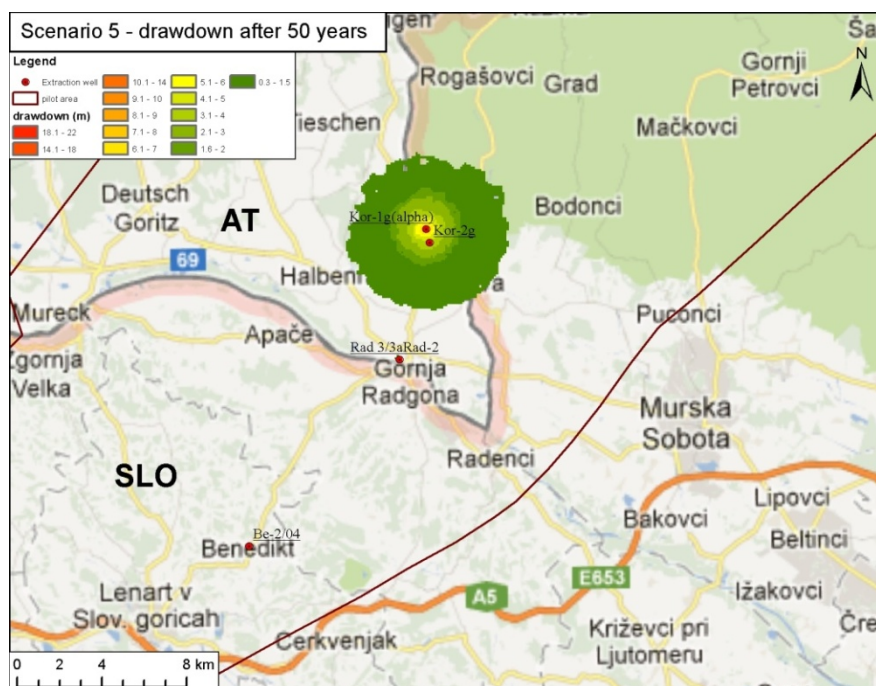 Scenario 5 - drawdown after 50 years
Legend
Extraction well
pilot area
drawdown (m)
18.1 - 22
14.1 - 18
10.1 - 14
9.1 - 10
8.1 - 9
7.1 - 8
6.1 - 7
5.1 - 6
4.1 - 5
3.1 - 4
2.1 - 3
1.6 - 2
0.3 - 1.5
N
Rogašovci
Grad
Gornji
Petrovci
Mačkovci
Tieschen
Deutsch
Goritz
AT
Kor-1g(alpha)
Kor-2g
Bodonci
69
Halbenr
Mureck
Apače
Puconci
Rad 3/3aRad-2
Gornja
Radgona
Velka
Murska
Sobota
Radenci
SLO
Lipovci
Bakovci
Beltinci
Be-2/04
Benedikt
E653
A5
Ižakovci
Lenart v
Slov. goricah
Cerkvenjak
Križevci pri
Ljutomeru
0 2 4 8 km